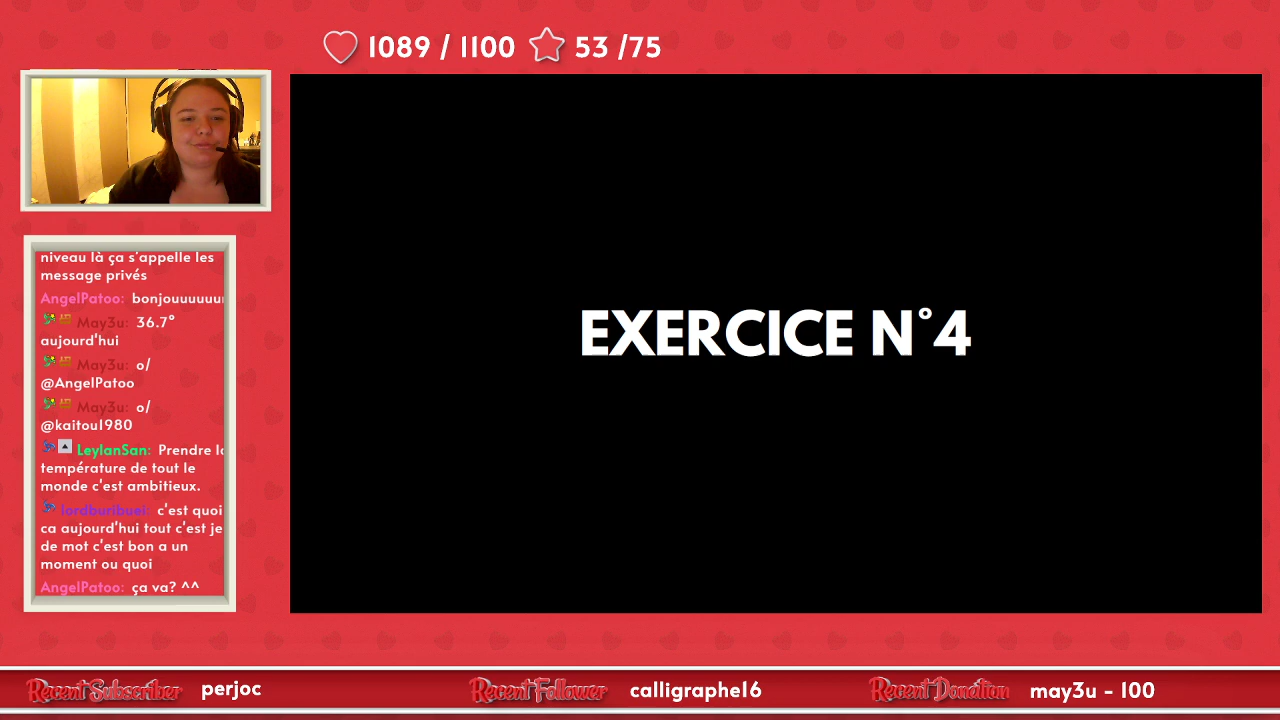 1089 / 1100 53 /75
niveau là ça s'appelle les
message privés
AngelPatoo: bonjouuuuuu
May3u: 36.7°
aujourd'hui
May3u: o/
@AngelPatoo
May3u: o/
@kaitou1980
LeylanSan: Prendre la
température de tout le
monde c'est ambitieux.
lordburlbuei: c'est quoi
ca aujourd'hui tout c'est je
de mot c'est bon a un
moment ou quoi
AngelPatoo: ça va? ^^
EXERCICE N°4
Recent Subscriber perjoc
Recent Follower calligraphe16
Recent Donation may3u - 100